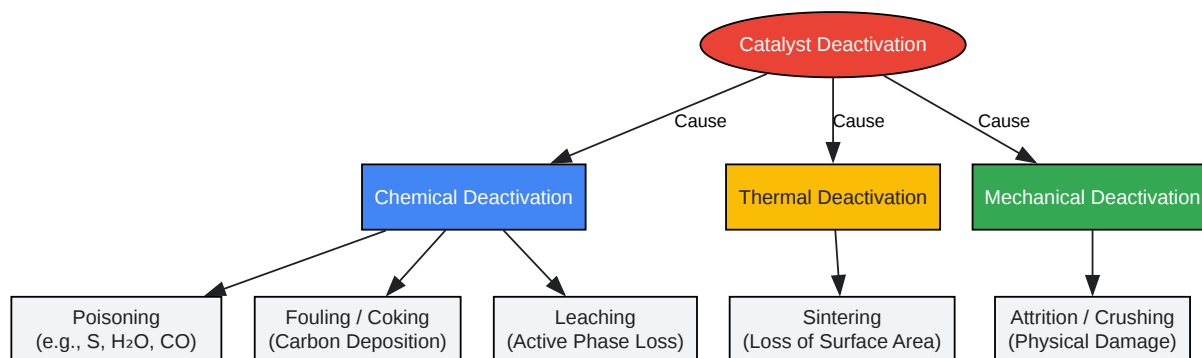 Catalyst Deactivation
Cause
Cause
Cause
Chemical Deactivation
Thermal Deactivation
Mechanical Deactivation
Poisoning
(e.g., S, H₂O, CO)
Fouling / Coking
(Carbon Deposition)
Leaching
(Active Phase Loss)
Sintering
(Loss of Surface Area)
Attrition / Crushing
(Physical Damage)